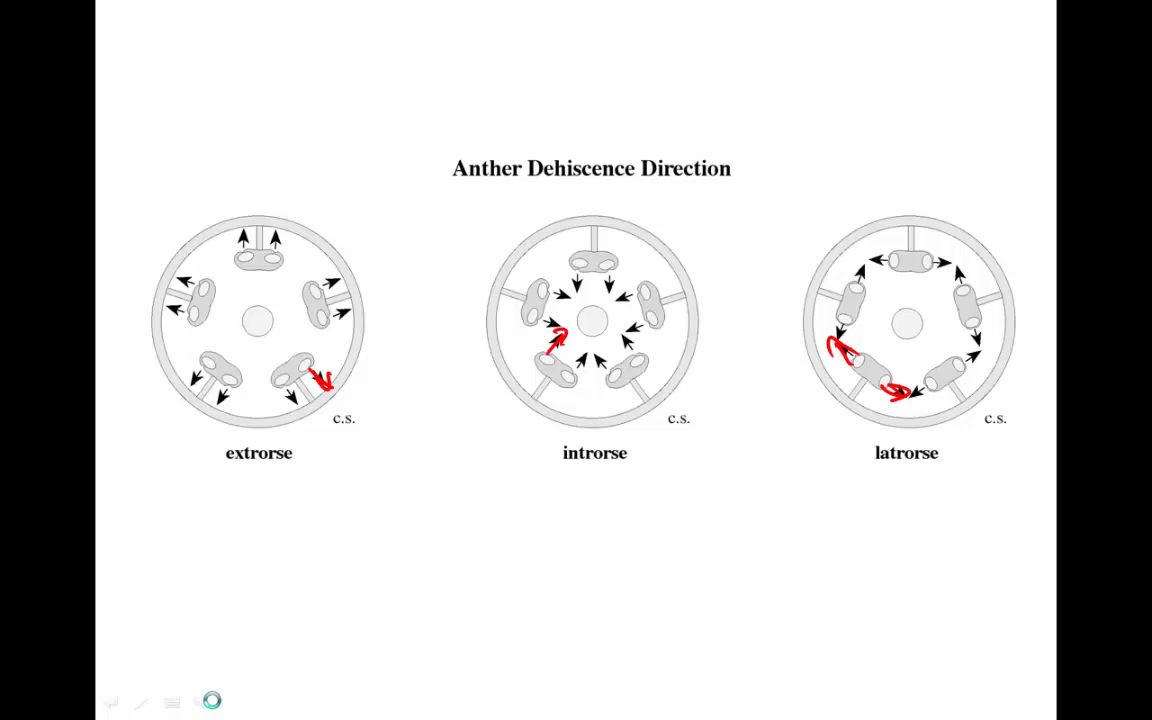 Anther Dehiscence Direction
c.s. c.s. c.s.
extrorse introrse latrorse